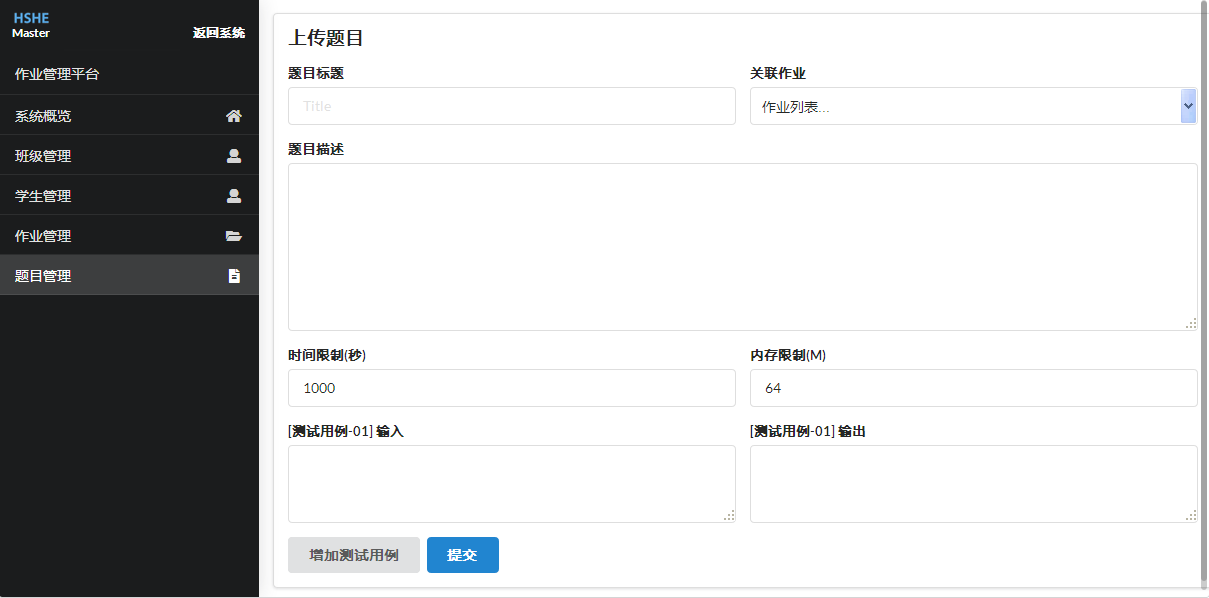 HSHE
Master
返回系统
作业管理平台
系统概览
班级管理
学生管理
作业管理
题目管理
上传题目
题目标题
关联作业
Title
作业列表...
题目描述
时间限制(秒)
内存限制(M)
1000
64
[测试用例-01] 输入
[测试用例-01] 输出
增加测试用例
提交